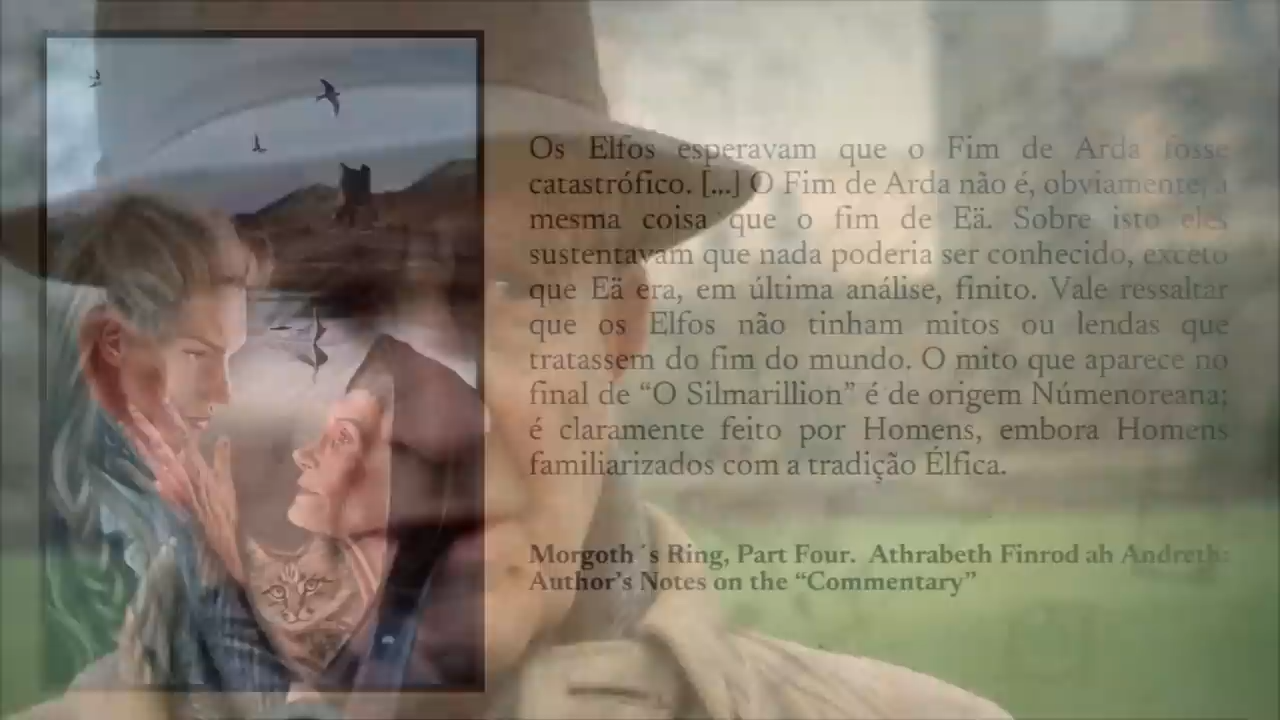 Os Elfos esperavam que o Fim de Arda fosse
catastrófico. [...] O Fim de Arda não é, obviamente, a
mesma coisa que o fim de Eä. Sobre isto eles
sustentavam que nada poderia ser conhecido, exceto
que Eä era, em última análise, finito. Vale ressaltar
que os Elfos não tinham mitos ou lendas que
tratassem do fim do mundo. O mito que aparece no
final de “O Silmarillion” é de origem Númenoreana;
é claramente feito por Homens, embora Homens
familiarizados com a tradição Élfica.
Morgoth´s Ring, Part Four. Athrabeth Finrod ah Andreth:
Author’s Notes on the “Commentary”